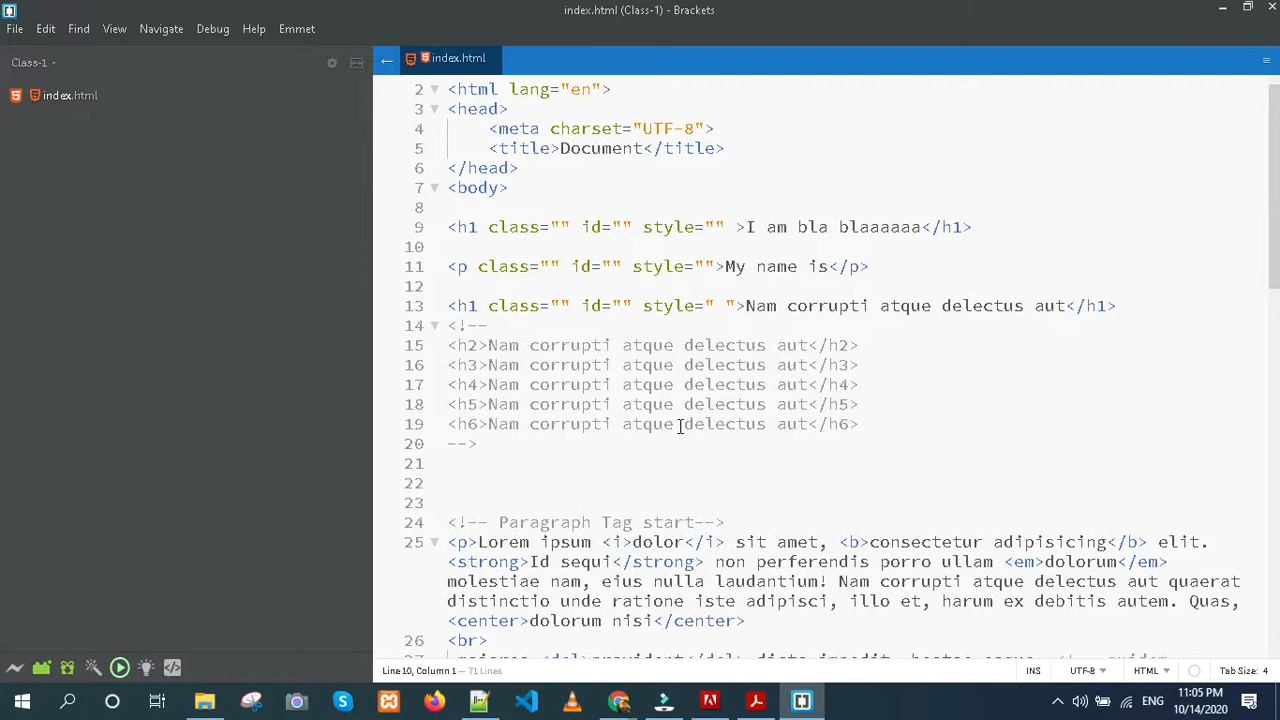 index.html (Class-1) - Brackets
File Edit Find View Navigate Debug Help Emmet
Class-1
index.html
index.html
2 <html lang="en">
3 <head>
4 <meta charset="UTF-8">
5 <title>Document</title>
6 </head>
7 <body>
8
9 <h1 class="" id="" style="" >I am bla blaaaaaa</h1>
10
11 <p class="" id="" style="">My name is</p>
12
13 <h1 class="" id="" style=" ">Nam corrupti atque delectus aut</h1>
14 <!--
15 <h2>Nam corrupti atque delectus aut</h2>
16 <h3>Nam corrupti atque delectus aut</h3>
17 <h4>Nam corrupti atque delectus aut</h4>
18 <h5>Nam corrupti atque delectus aut</h5>
19 <h6>Nam corrupti atque delectus aut</h6>
20 -->
21
22
23
24 <!-- Paragraph Tag start-->
25 <p>Lorem ipsum <i>dolor</i> sit amet, <b>consectetur adipisicing</b> elit.
<strong>Id sequi</strong> non perferendis porro ullam <em>dolorum</em>
molestiae nam, eius nulla laudantium! Nam corrupti atque delectus aut quaerat
distinctio unde ratione iste adipisci, illo et, harum ex debitis autem. Quas,
<center>dolorum nisi</center>
26 <br>
Line 10, Column 1 - 71 Lines
INS UTF-8 HTML Tab Size: 4
ENG
11:05 PM
10/14/2020